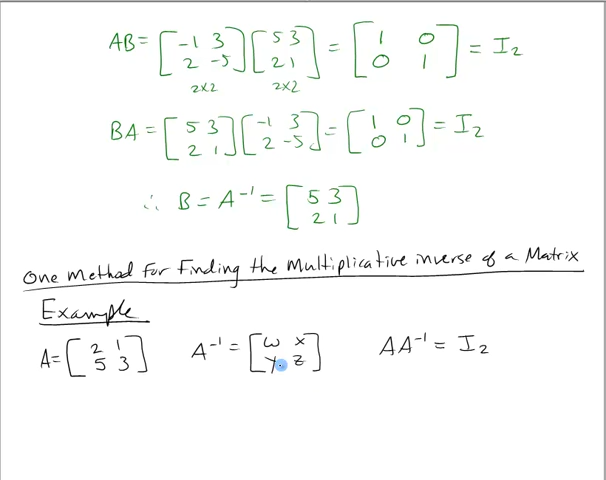 AB = [-1 3 2 -5] [5 3 2 1] = [1 0 0 1] = I₂
2x2 2x2
BA = [5 3 2 1] [-1 3 2 -5] = [1 0 0 1] = I₂
∴ B = A⁻¹ = [5 3 2 1]
One Method for Finding the Multiplicative inverse of a Matrix
Example
A = [2 1 5 3] A⁻¹ = [w x y z] AA⁻¹ = I₂